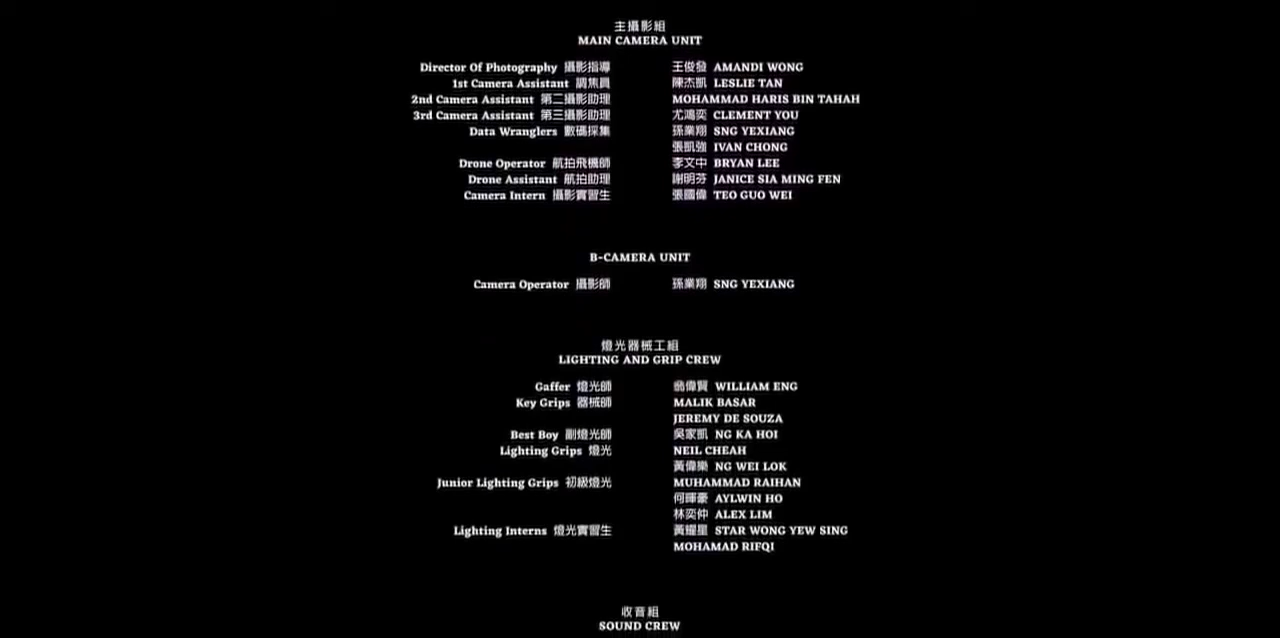 主攝影組
MAIN CAMERA UNIT
Director Of Photography 攝影指導 王俊發 AMANDI WONG
1st Camera Assistant 調焦員 陳杰凱 LESLIE TAN
2nd Camera Assistant 第二攝影助理 MOHAMMAD HARIS BIN TAHAH
3rd Camera Assistant 第三攝影助理 尤鴻奕 CLEMENT YOU
Data Wranglers 數碼採集 孫業翔 SNG YEXIANG
張凱強 IVAN CHONG
Drone Operator 航拍飛機師 李文中 BRYAN LEE
Drone Assistant 航拍助理 謝明芬 JANICE SIA MING FEN
Camera Intern 攝影實習生 張國偉 TEO GUO WEI
B-CAMERA UNIT
Camera Operator 攝影師 孫業翔 SNG YEXIANG
燈光器械工組
LIGHTING AND GRIP CREW
Gaffer 燈光師 翁偉賢 WILLIAM ENG
Key Grips 器械師 MALIK BASAR
JEREMY DE SOUZA
Best Boy 副燈光師 吳家凱 NG KA HOI
Lighting Grips 燈光 NEIL CHEAH
黃偉樂 NG WEI LOK
Junior Lighting Grips 初級燈光 MUHAMMAD RAIHAN
何暉豪 AYLWIN HO
林奕仲 ALEX LIM
Lighting Interns 燈光實習生 黃耀星 STAR WONG YEW SING
MOHAMAD RIFQI
收音組
SOUND CREW